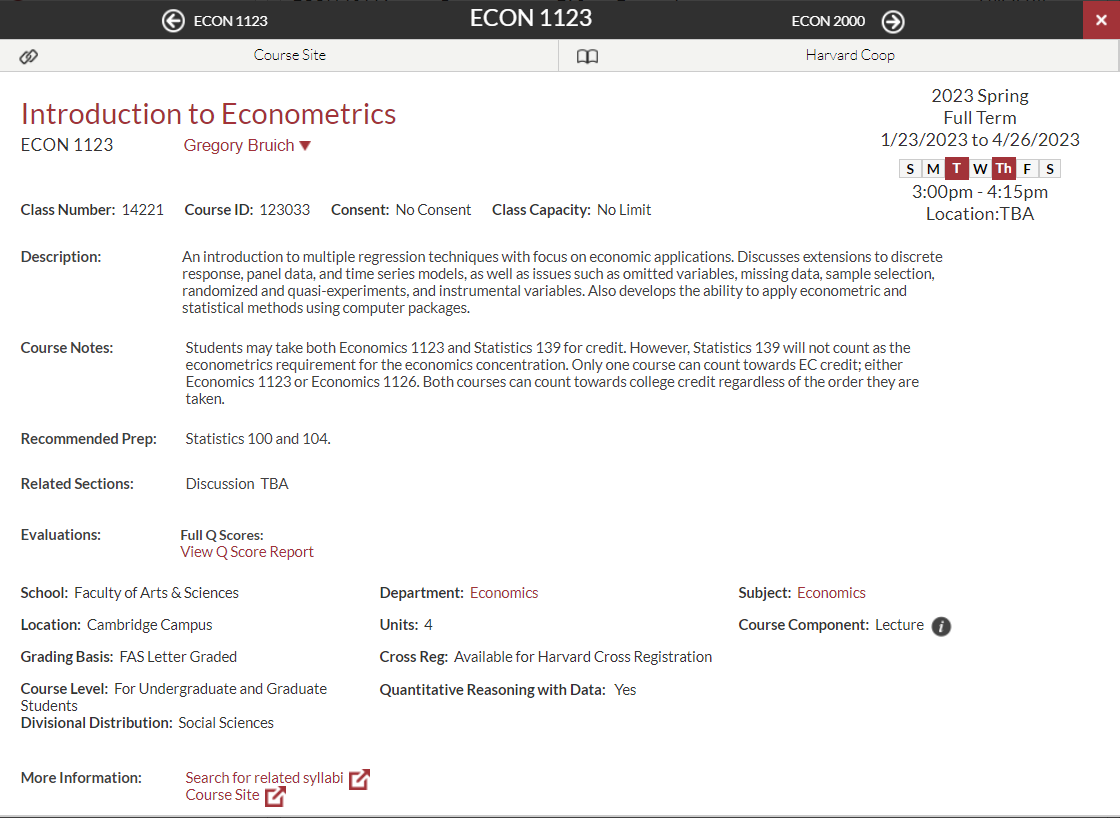 ECON 1123 ECON 1123 ECON 2000 ×
Course Site Harvard Coop
Introduction to Econometrics
ECON 1123 Gregory Bruich ▼
2023 Spring
Full Term
1/23/2023 to 4/26/2023
S M T W Th F S
3:00pm - 4:15pm
Location:TBA
Class Number: 14221 Course ID: 123033 Consent: No Consent Class Capacity: No Limit
Description: An introduction to multiple regression techniques with focus on economic applications. Discusses extensions to discrete
response, panel data, and time series models, as well as issues such as omitted variables, missing data, sample selection,
randomized and quasi-experiments, and instrumental variables. Also develops the ability to apply econometric and
statistical methods using computer packages.
Course Notes: Students may take both Economics 1123 and Statistics 139 for credit. However, Statistics 139 will not count as the
econometrics requirement for the economics concentration. Only one course can count towards EC credit; either
Economics 1123 or Economics 1126. Both courses can count towards college credit regardless of the order they are
taken.
Recommended Prep: Statistics 100 and 104.
Related Sections: Discussion TBA
Evaluations: Full Q Scores:
View Q Score Report
School: Faculty of Arts & Sciences Department: Economics Subject: Economics
Location: Cambridge Campus Units: 4 Course Component: Lecture i
Grading Basis: FAS Letter Graded Cross Reg: Available for Harvard Cross Registration
Course Level: For Undergraduate and Graduate Quantitative Reasoning with Data: Yes
Students
Divisional Distribution: Social Sciences
More Information: Search for related syllabi
Course Site